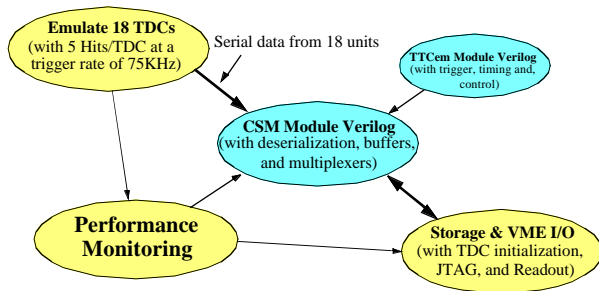 Emulate 18 TDCs
(with 5 Hits/TDC at a
trigger rate of 75KHz)
Serial data from 18 units
TTCem Module Verilog
(with trigger, timing and,
control)
CSM Module Verilog
(with deserialization, buffers,
and multiplexers)
Performance
Monitoring
Storage & VME I/O
(with TDC initialization,
JTAG, and Readout)